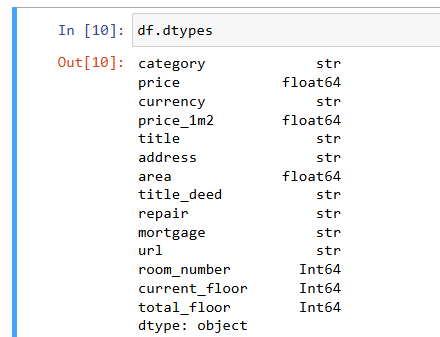 In [10]: df.dtypes
Out[10]: category str
price float64
currency str
price_1m2 float64
title str
address str
area float64
title_deed str
repair str
mortgage str
url str
room_number Int64
current_floor Int64
total_floor Int64
dtype: object